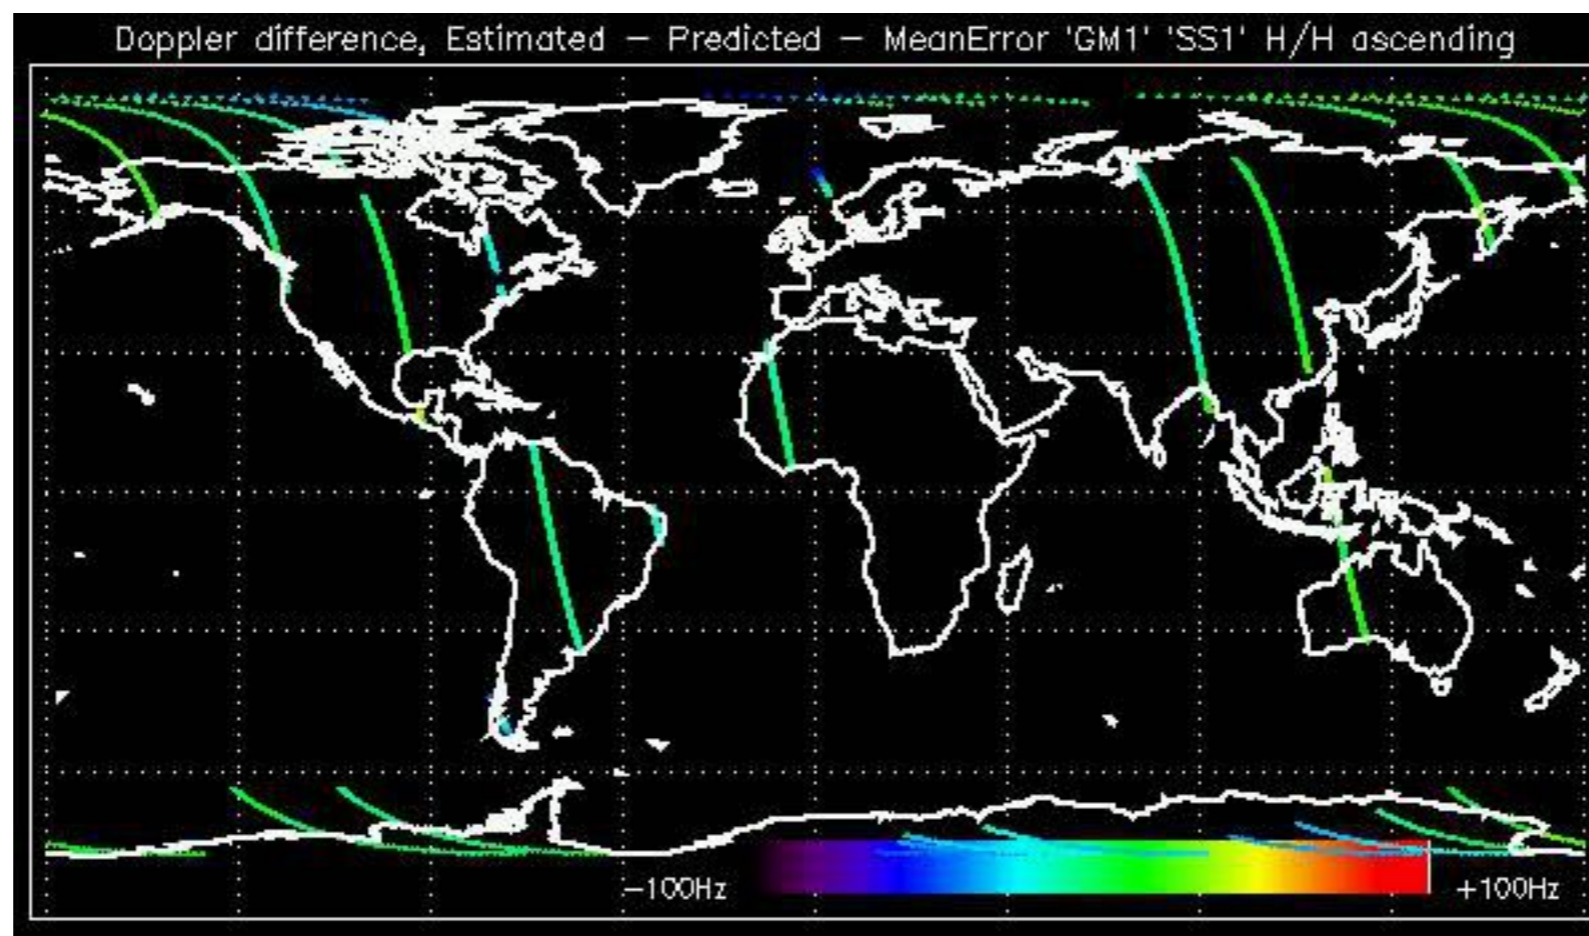 Doppler difference, Estimated − Predicted − MeanError 'GM1' 'SS1' H/H ascending
−100Hz
+100Hz